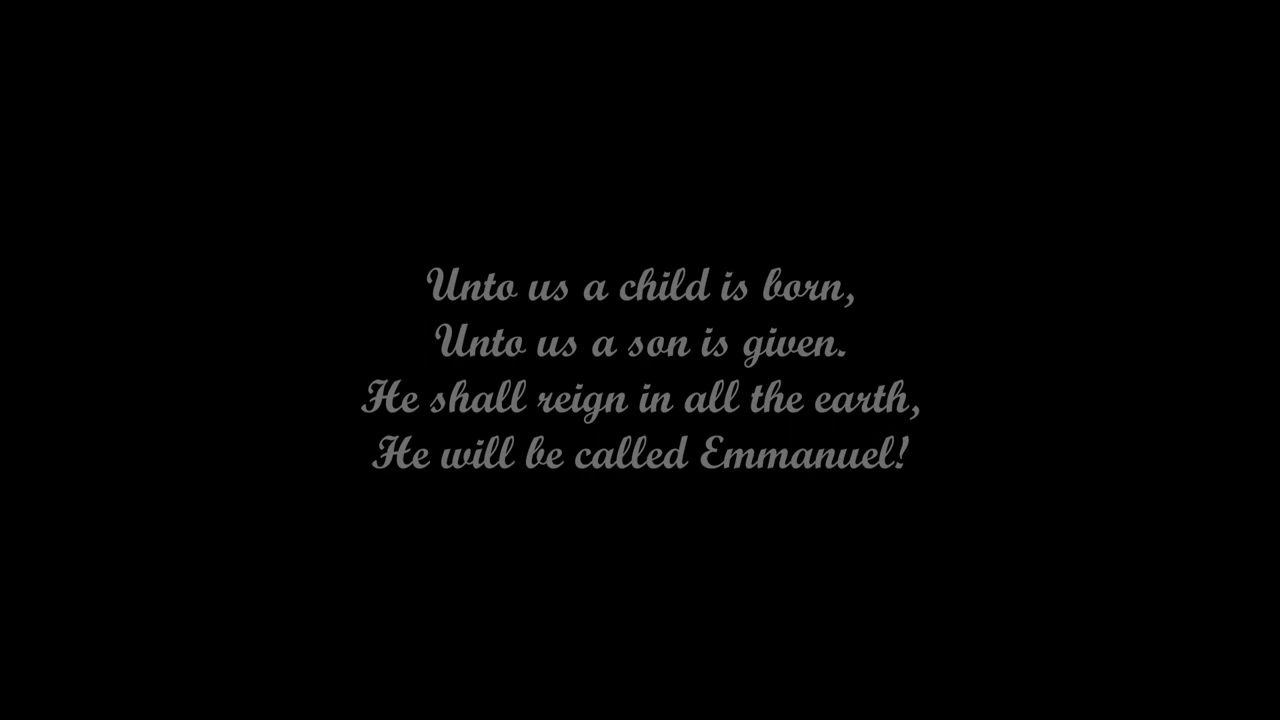 Unto us a child is born,
Unto us a son is given.
He shall reign in all the earth,
He will be called Emmanuel!